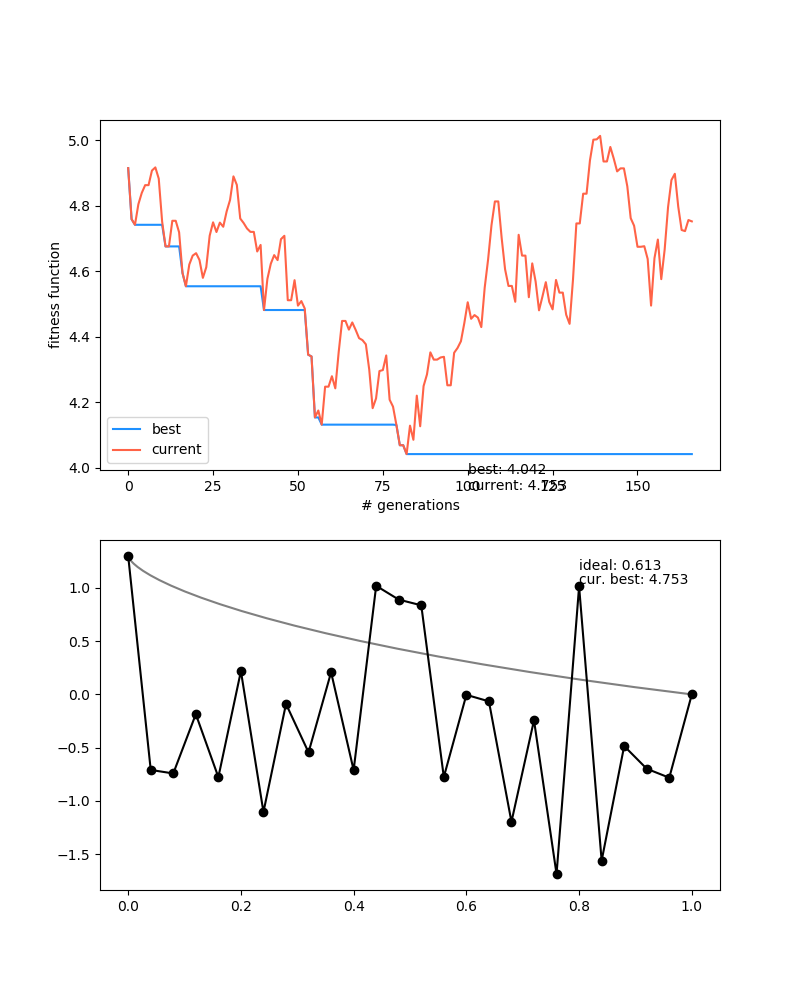 5.0
4.8
4.6
4.4
4.2
4.0
fitness function
best
current
best: 4.042
current: 4.753
0 25 50 75 100 125 150
# generations
ideal: 0.613
cur. best: 4.753
1.0
0.5
0.0
−0.5
−1.0
−1.5
0.0 0.2 0.4 0.6 0.8 1.0